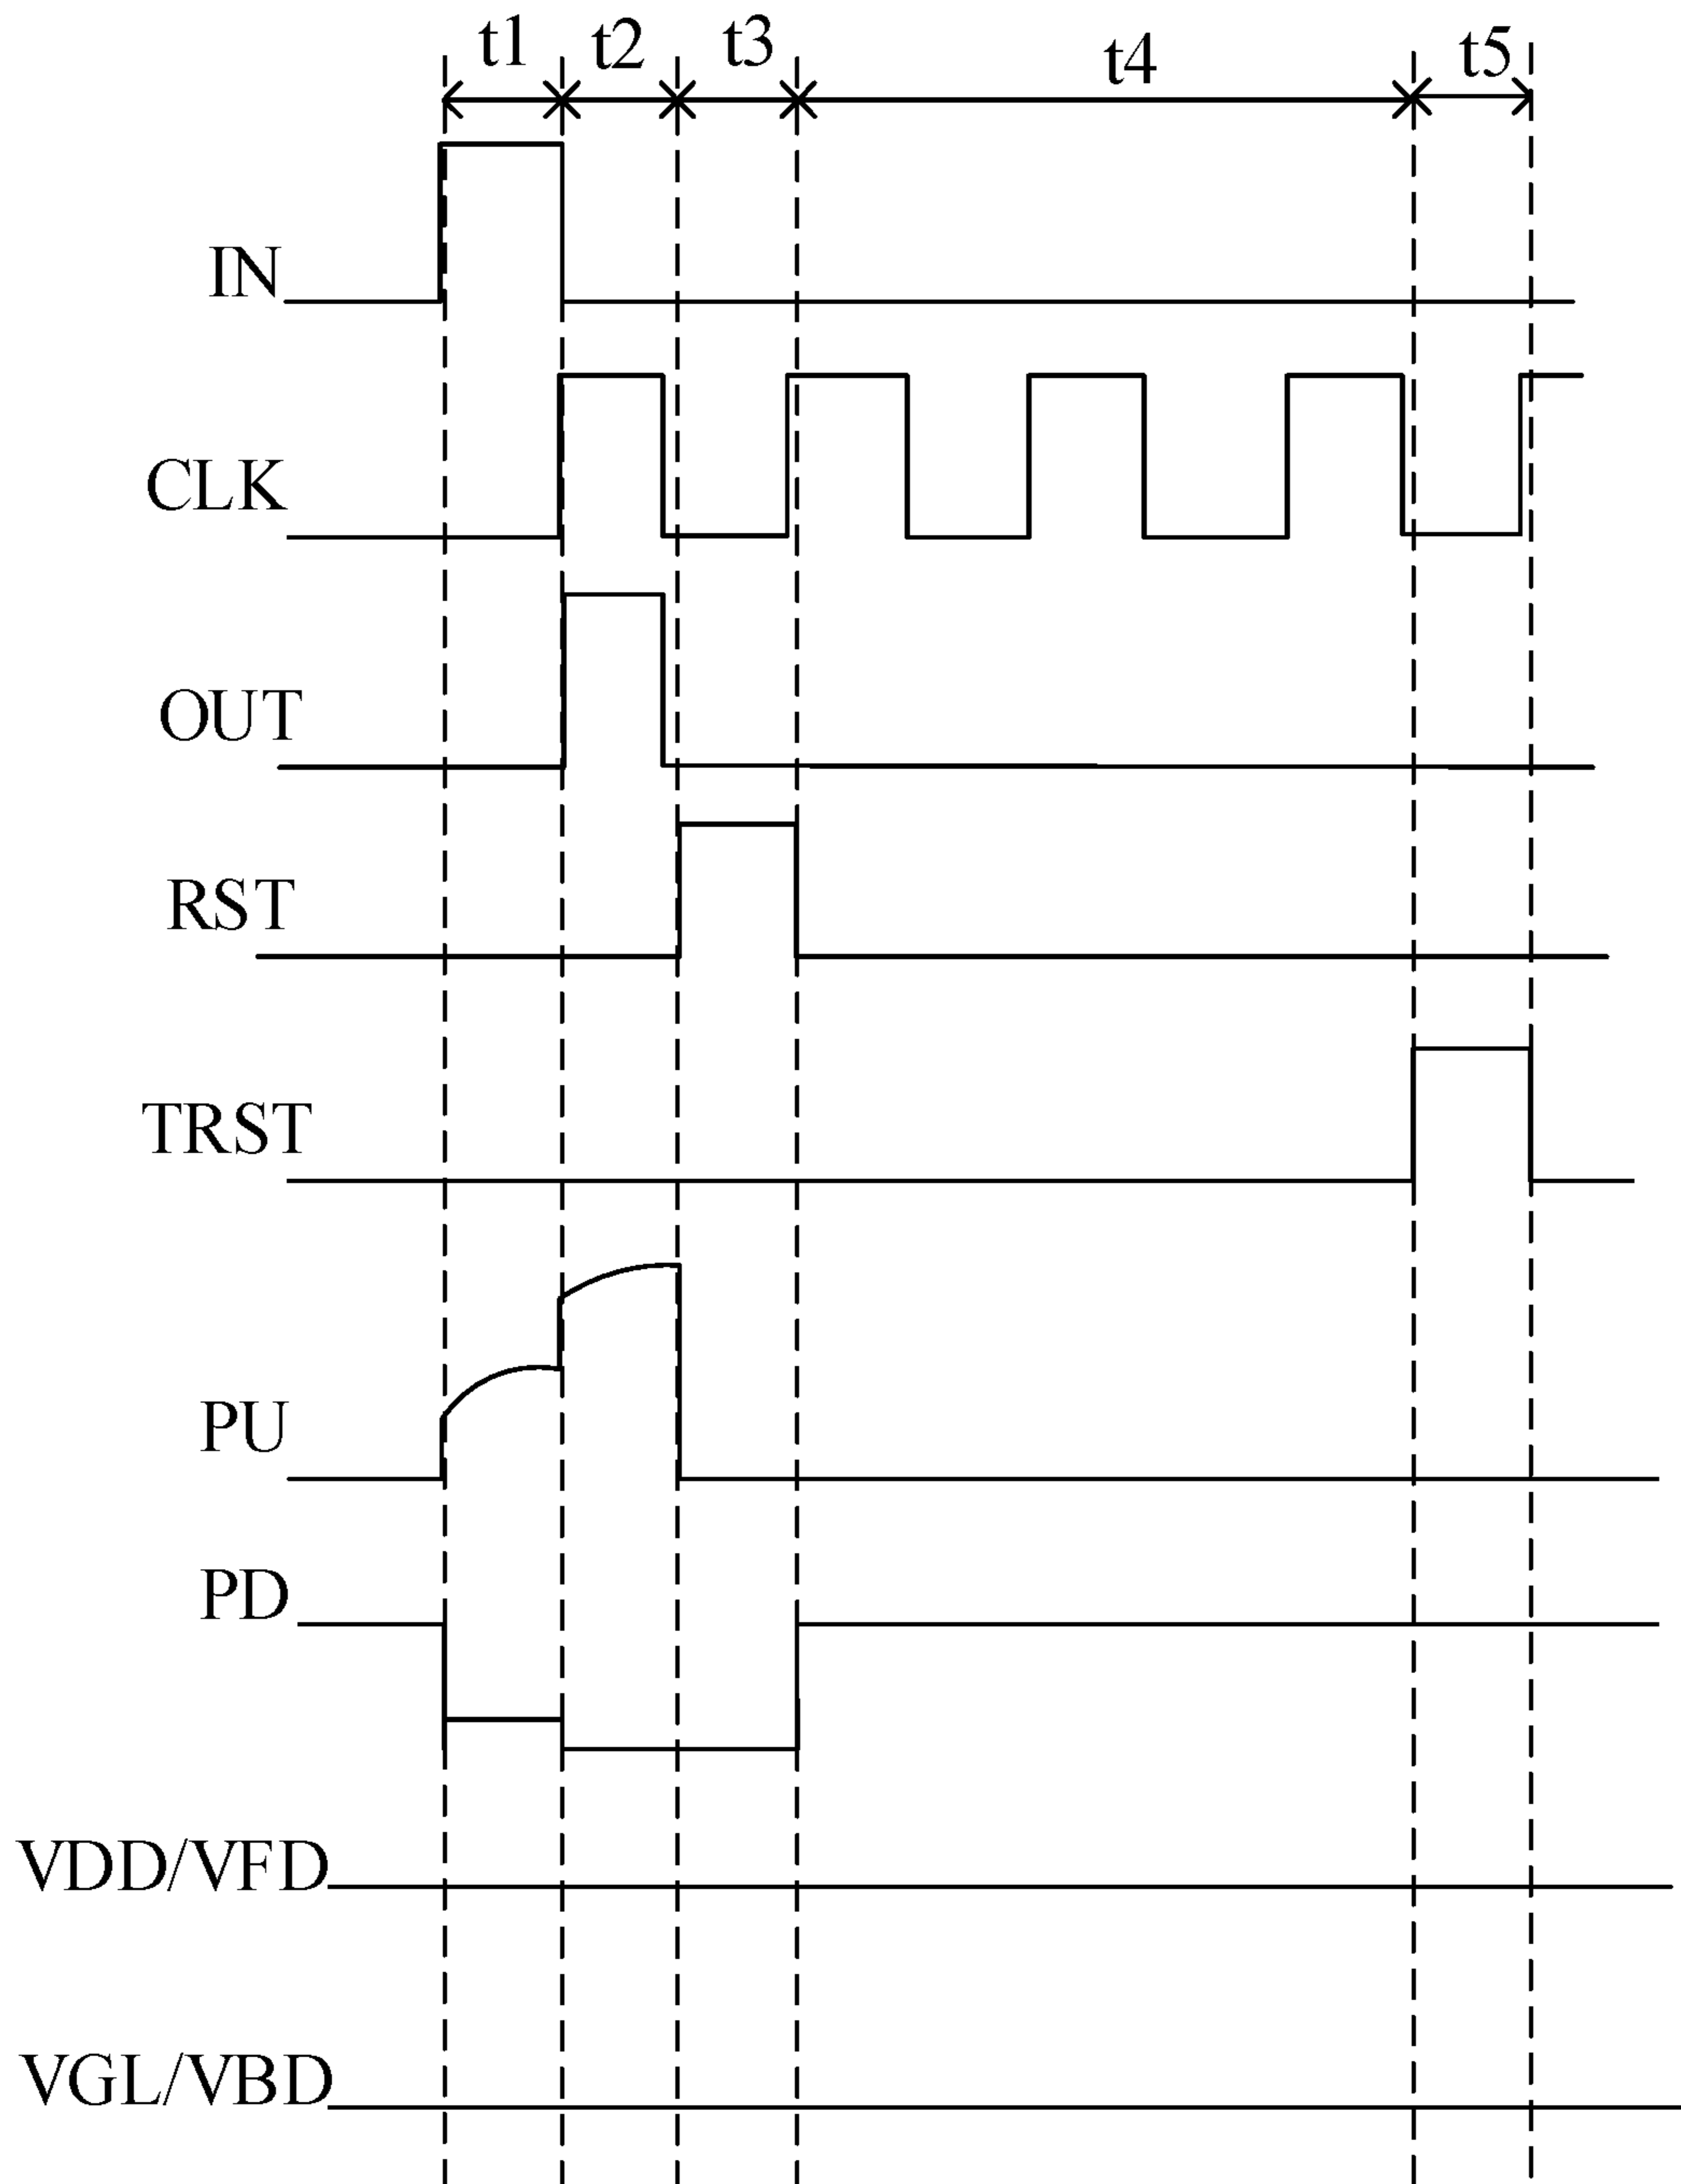 t1 t2 t3 t4 t5
IN
CLK
OUT
RST
TRST
PU
PD
VDD/VFD
VGL/VBD